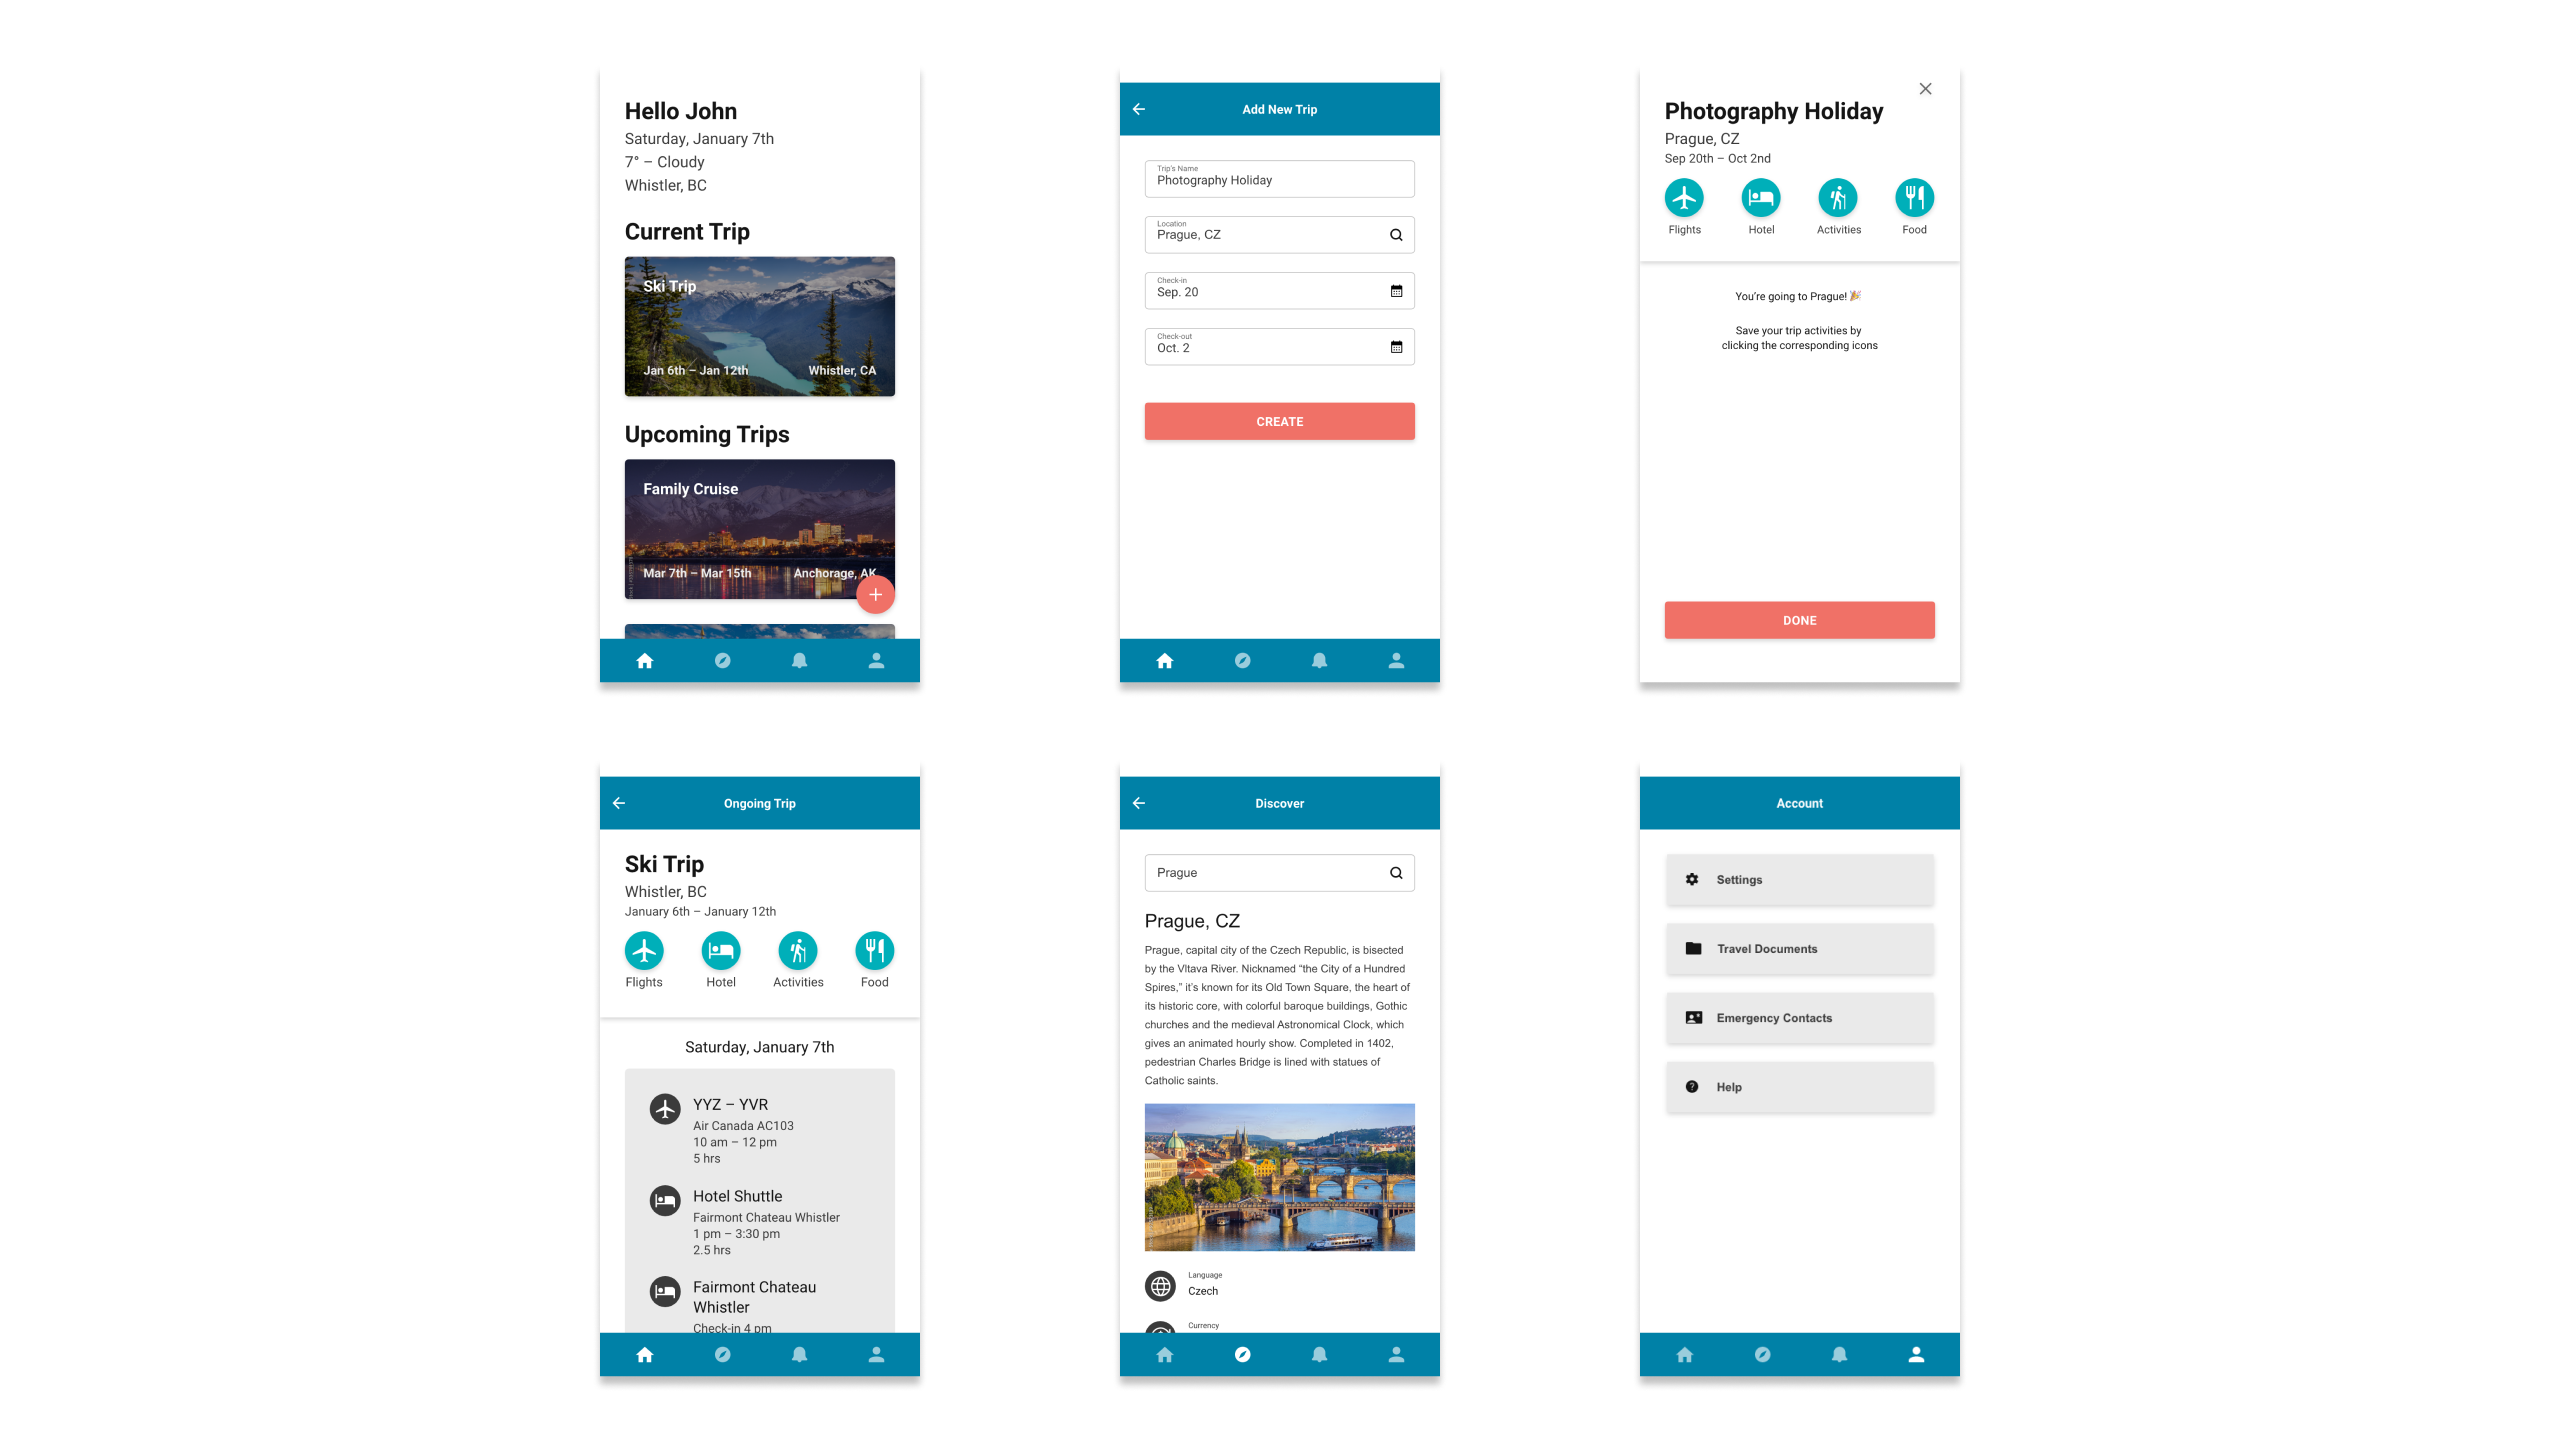 Hello John
Saturday, January 7th
7° – Cloudy
Whistler, BC
Current Trip
Ski Trip
Jan 6th – Jan 12th Whistler, CA
Upcoming Trips
Family Cruise
Mar 7th – Mar 15th Anchorage, AK
Add New Trip
Trip's Name
Photography Holiday
Location
Prague, CZ
Check-in
Sep. 20
Check-out
Oct. 2
CREATE
Photography Holiday
Prague, CZ
Sep 20th – Oct 2nd
Flights Hotel Activities Food
You're going to Prague! 🎉
Save your trip activities by
clicking the corresponding icons
DONE
Ongoing Trip
Ski Trip
Whistler, BC
January 6th – January 12th
Flights Hotel Activities Food
Saturday, January 7th
YYZ – YVR
Air Canada AC103
10 am – 12 pm
5 hrs
Hotel Shuttle
Fairmont Chateau Whistler
1 pm – 3:30 pm
2.5 hrs
Fairmont Chateau
Whistler
Check-in 4 pm
Discover
Prague
Prague, CZ
Prague, capital city of the Czech Republic, is bisected
by the Vltava River. Nicknamed “the City of a Hundred
Spires,” it’s known for its Old Town Square, the heart of
its historic core, with colorful baroque buildings, Gothic
churches and the medieval Astronomical Clock, which
gives an animated hourly show. Completed in 1402,
pedestrian Charles Bridge is lined with statues of
Catholic saints.
Language
Czech
Currency
Account
Settings
Travel Documents
Emergency Contacts
Help